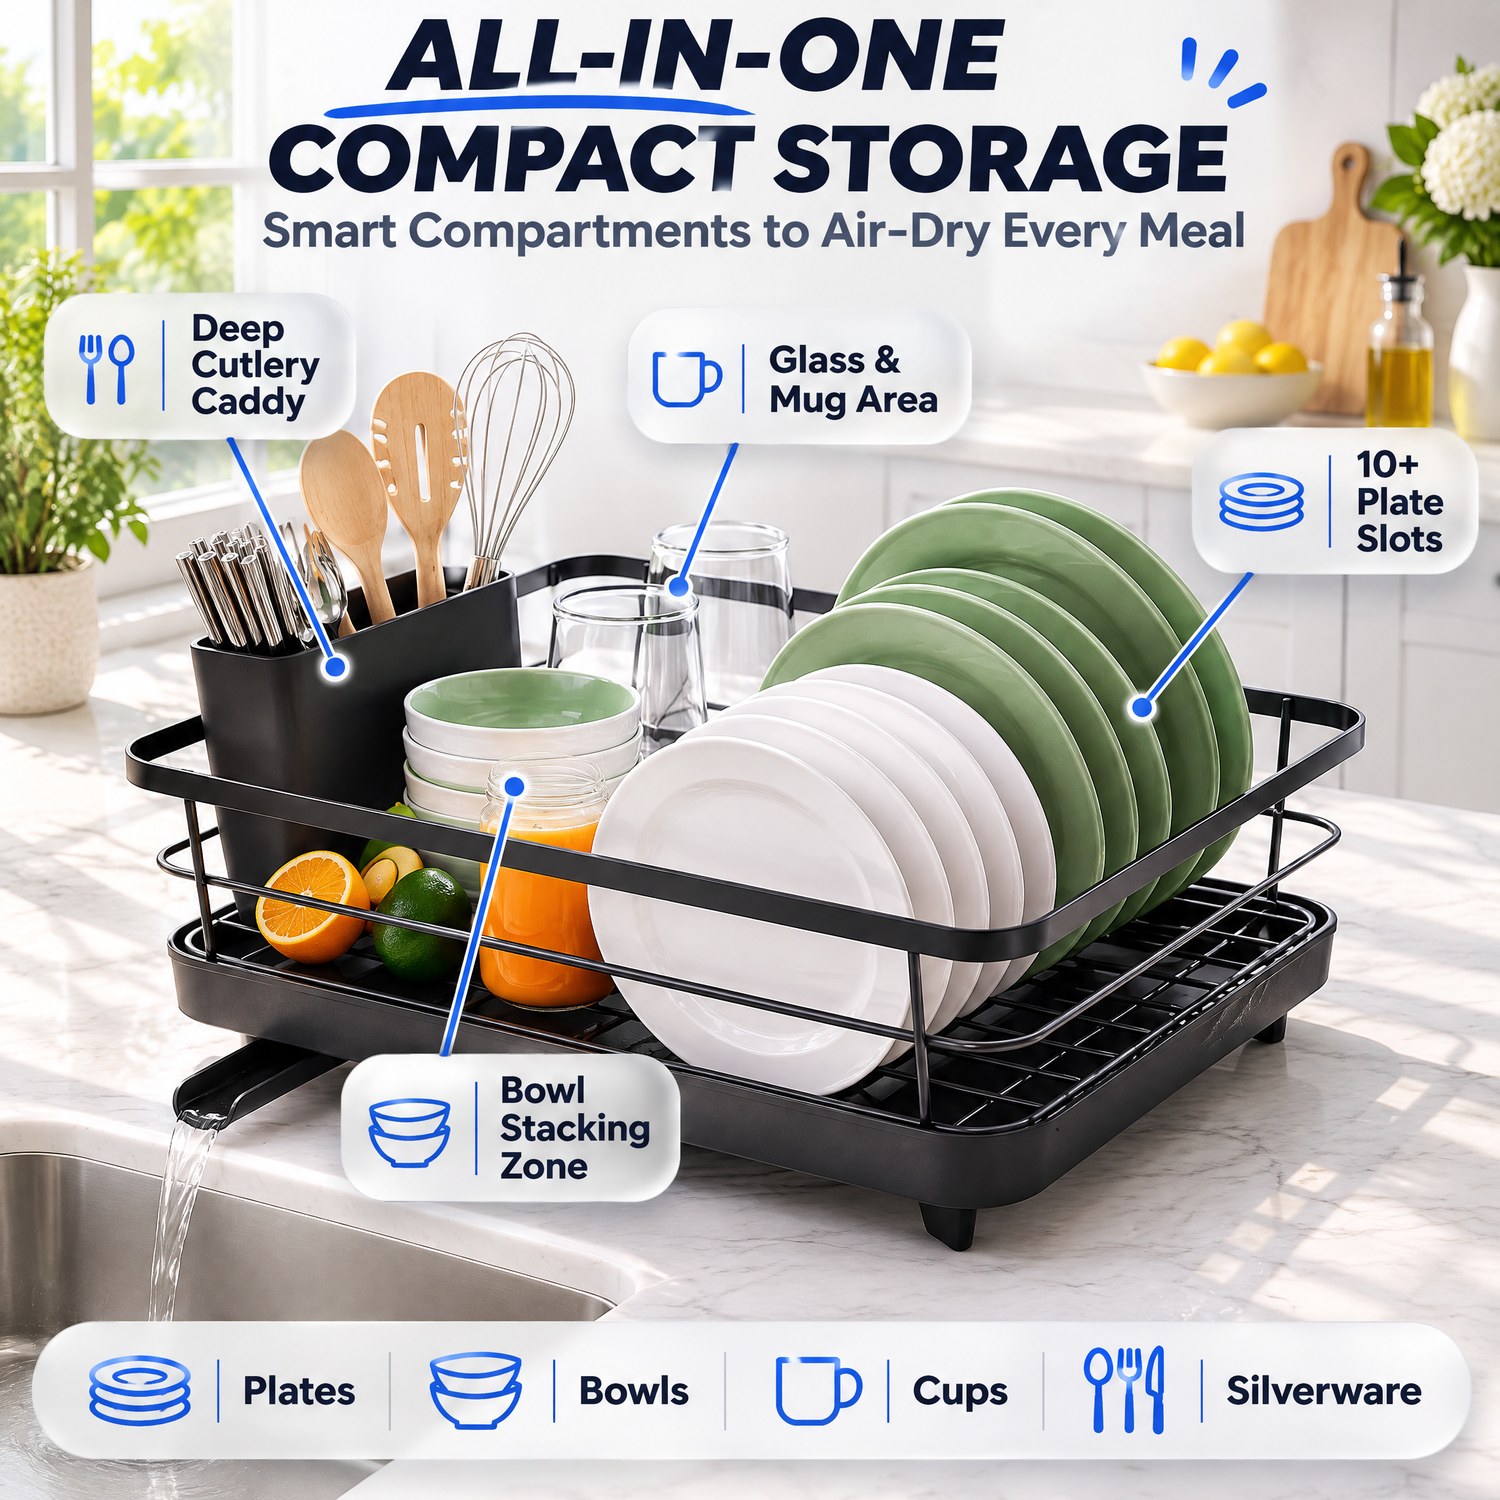 ALL-IN-ONE
COMPACT STORAGE
Smart Compartments to Air-Dry Every Meal
Deep
Cutlery
Caddy
Glass &
Mug Area
10+
Plate
Slots
Bowl
Stacking
Zone
Plates
Bowls
Cups
Silverware